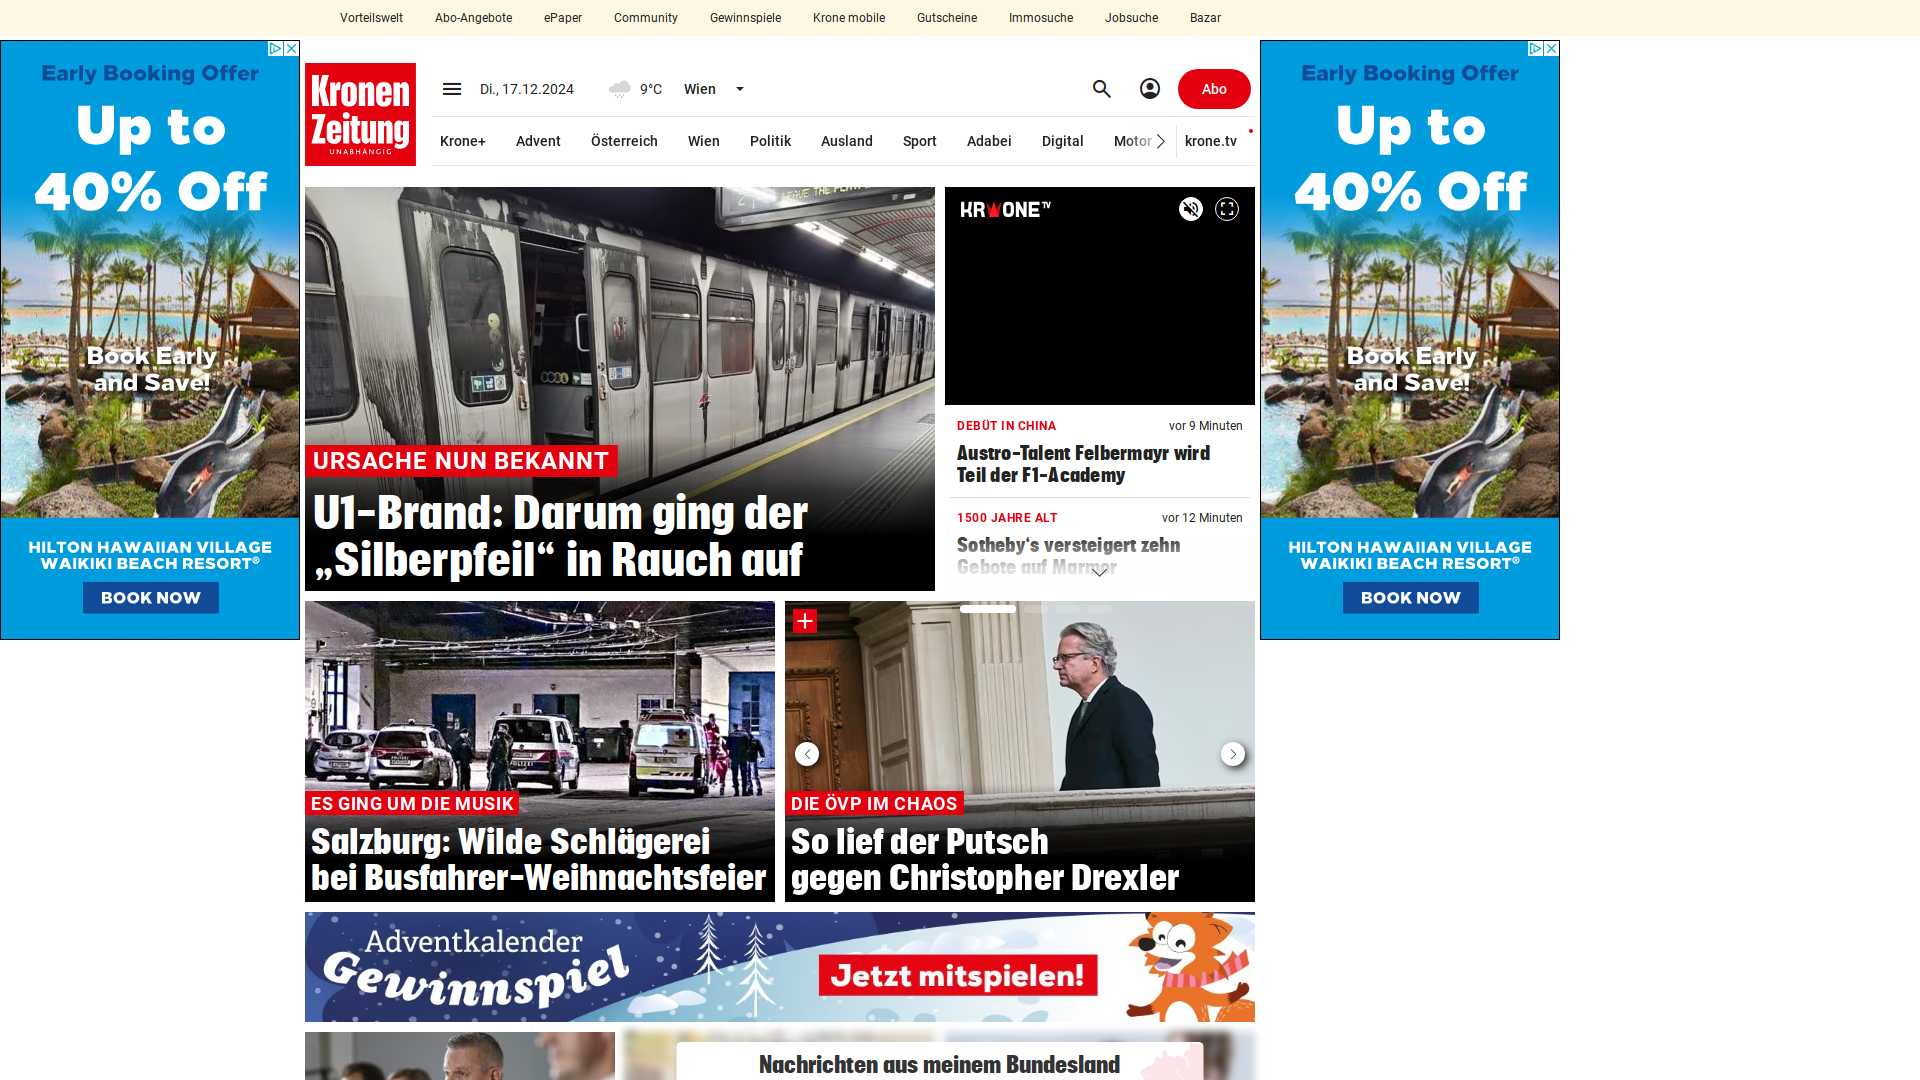 Vorteilswelt Abo-Angebote ePaper Community Gewinnspiele Krone mobile Gutscheine Immosuche Jobsuche Bazar
Early Booking Offer
Up to
40% Off
Book Early
and Save!
HILTON HAWAIIAN VILLAGE
WAIKIKI BEACH RESORT®
BOOK NOW
Kronen
Zeitung
UNABHÄNGIG
Di., 17.12.2024 9°C Wien
Abo
Krone+ Advent Österreich Wien Politik Ausland Sport Adabei Digital Motor krone.tv
URSACHE NUN BEKANNT
U1-Brand: Darum ging der
„Silberpfeil“ in Rauch auf
KRONE TV
DEBÜT IN CHINA vor 9 Minuten
Austro-Talent Felbermayr wird
Teil der F1-Academy
1500 JAHRE ALT vor 12 Minuten
Sotheby‘s versteigert zehn
Gebote auf Marmor
ES GING UM DIE MUSIK
Salzburg: Wilde Schlägerei
bei Busfahrer-Weihnachtsfeier
DIE ÖVP IM CHAOS
So lief der Putsch
gegen Christopher Drexler
Adventkalender
Gewinnspiel
Jetzt mitspielen!
Nachrichten aus meinem Bundesland
Early Booking Offer
Up to
40% Off
Book Early
and Save!
HILTON HAWAIIAN VILLAGE
WAIKIKI BEACH RESORT®
BOOK NOW